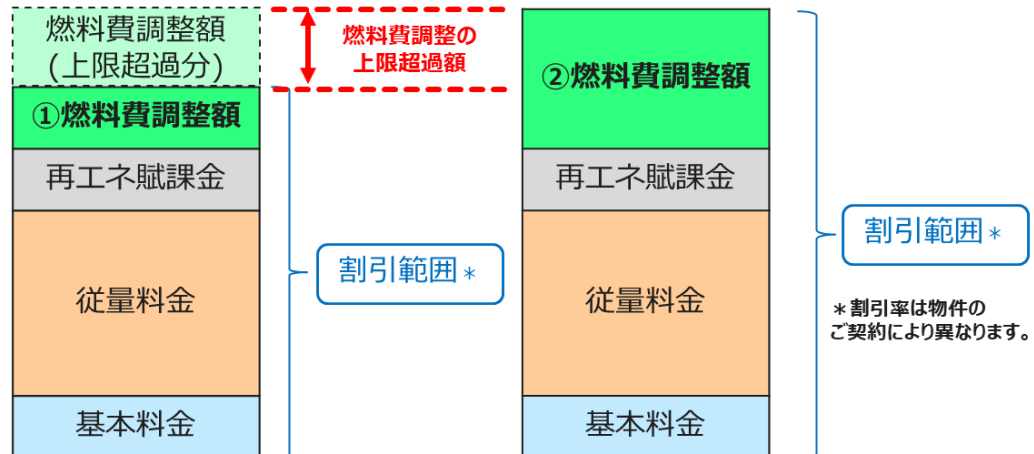 燃料費調整額
(上限超過分)
①燃料費調整額
再エネ賦課金
従量料金
基本料金
燃料費調整の
上限超過額
割引範囲＊
②燃料費調整額
再エネ賦課金
従量料金
基本料金
割引範囲＊
＊割引率は物件の
ご契約により異なります。